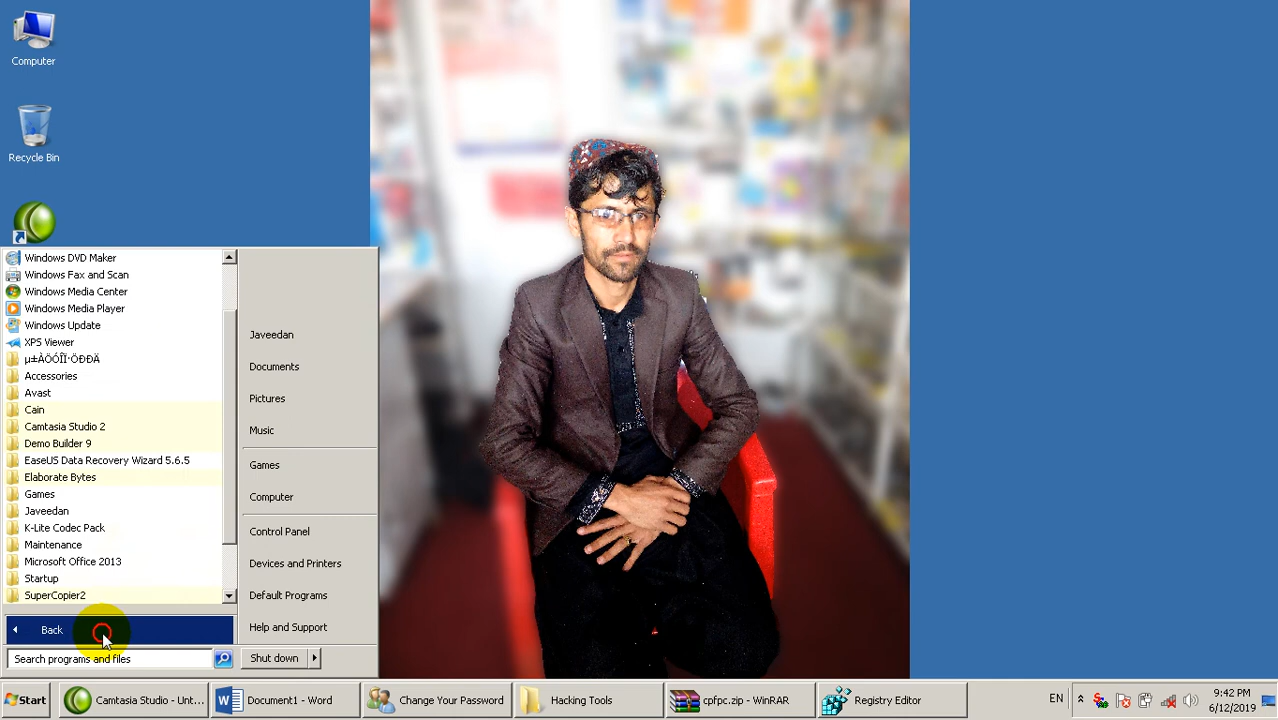 Computer
Recycle Bin
Windows DVD Maker
Windows Fax and Scan
Windows Media Center
Windows Media Player
Windows Update
XPS Viewer
µ±ÀÖÓÎÏ·ÖÐÐÄ
Accessories
Avast
Cain
Camtasia Studio 2
Demo Builder 9
EaseUS Data Recovery Wizard 5.6.5
Elaborate Bytes
Games
Javeedan
K-Lite Codec Pack
Maintenance
Microsoft Office 2013
Startup
SuperCopier2
Back
Search programs and files
Javeedan
Documents
Pictures
Music
Games
Computer
Control Panel
Devices and Printers
Default Programs
Help and Support
Shut down
Start
Camtasia Studio - Unt...
Document1 - Word
Change Your Password
Hacking Tools
cpfpc.zip - WinRAR
Registry Editor
EN
9:42 PM
6/12/2019